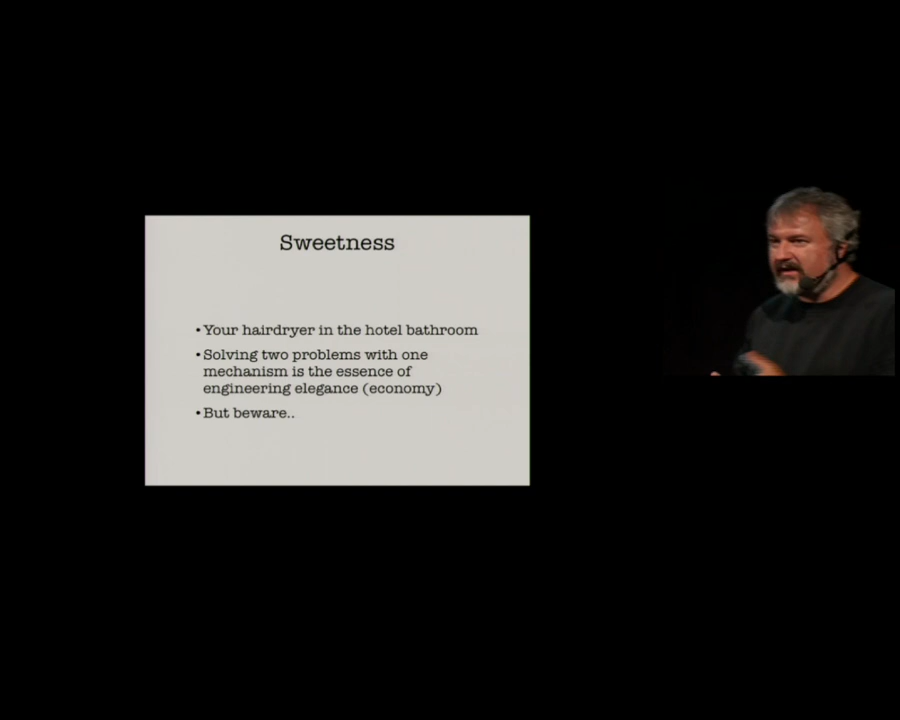 Sweetness
•Your hairdryer in the hotel bathroom
•Solving two problems with one
mechanism is the essence of
engineering elegance (economy)
•But beware..